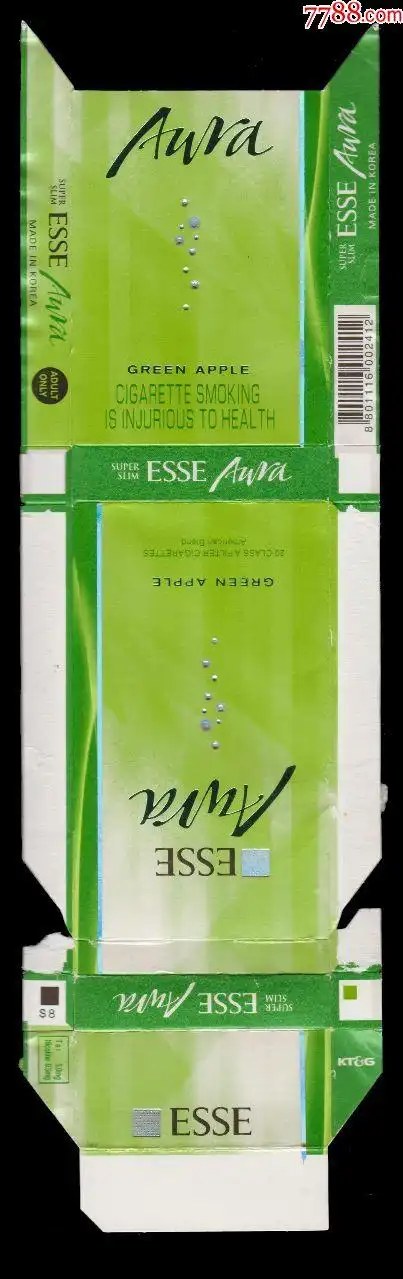 7788.com
Aura
GREEN APPLE
CIGARETTE SMOKING
IS INJURIOUS TO HEALTH
SUPER
SLIM
ESSE Aura
MADE IN KOREA
ADULT
ONLY
SUPER
SLIM
ESSE Aura
MADE IN KOREA
8 801116 002412
SUPER
SLIM
ESSE Aura
20 CLASS A FILTER CIGARETTES
American Blend
GREEN APPLE
Aura
ESSE
SUPER
SLIM
ESSE Aura
S8
KT&G
ESSE